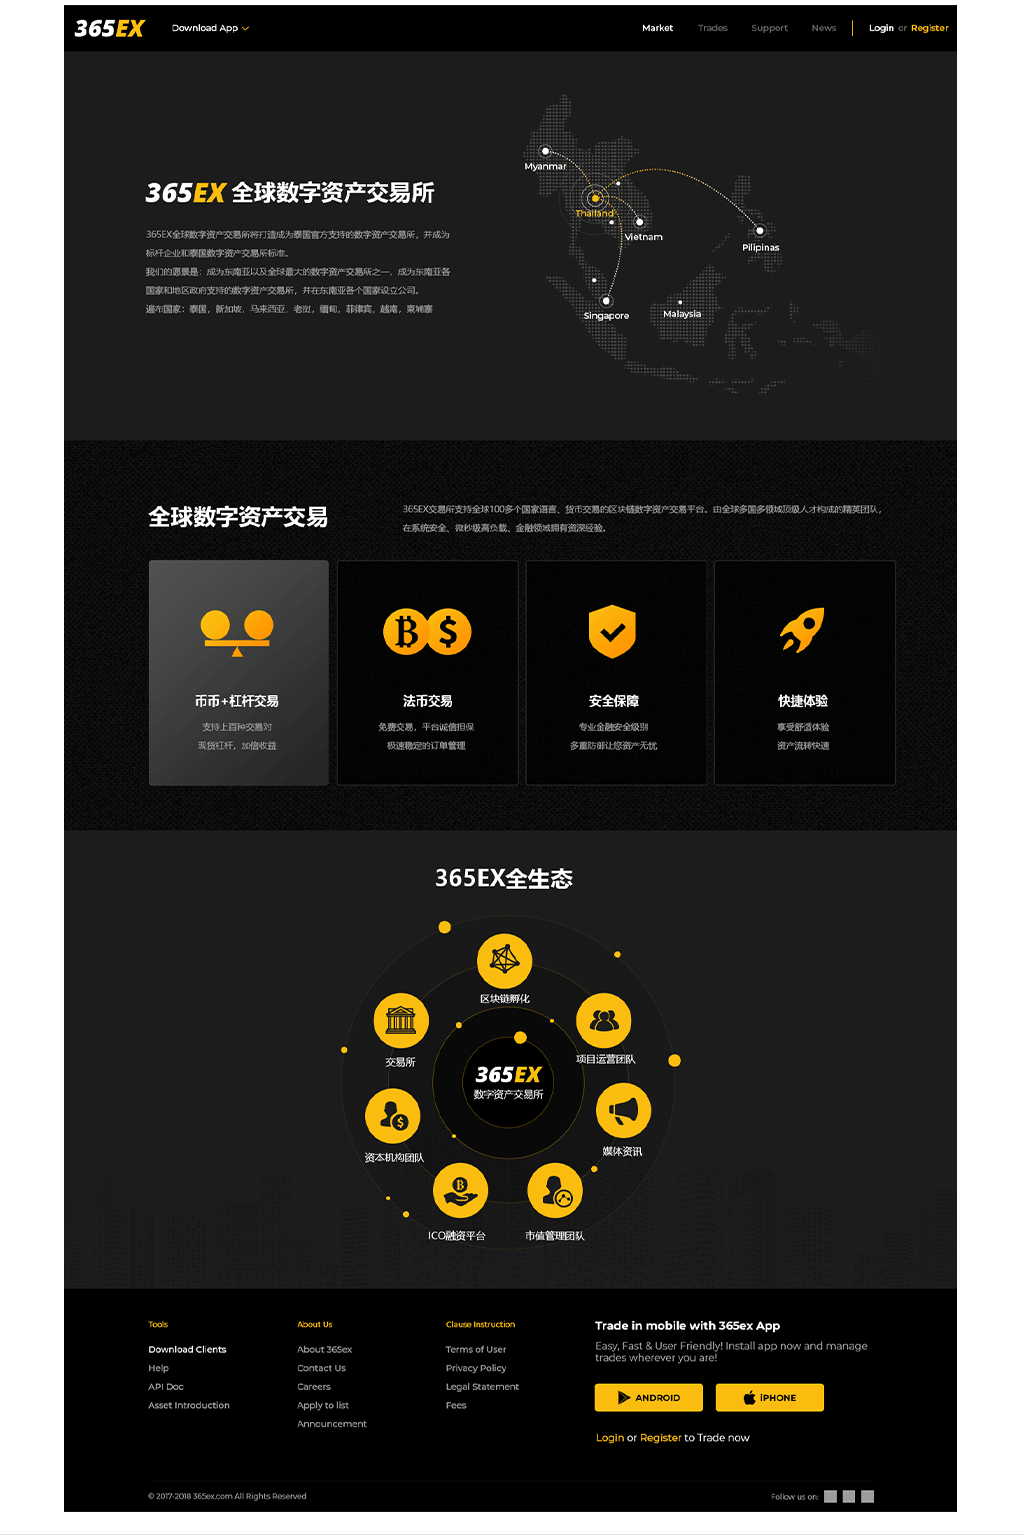 365EX Download App Market Trades Support News Login or Register
Myanmar
Thailand
Vietnam
Pilipinas
Singapore
Malaysia
365EX 全球数字资产交易所
365EX全球数字资产交易所将打造成为泰国官方支持的数字资产交易所，并成为
标杆企业和泰国数字资产交易所标准。
我们的愿景是：成为东南亚以及全球最大的数字资产交易所之一，成为东南亚各
国家和地区政府支持的数字资产交易所，并在东南亚各个国家设立公司。
遍布国家：泰国，新加坡，马来西亚，老挝，缅甸，菲律宾，越南，柬埔寨
全球数字资产交易
365EX交易所支持全球100多个国家语言、货币交易的区块链数字资产交易平台。由全球多国多领域顶级人才构成的精英团队，
在系统安全、微秒级高负载、金融领域拥有资深经验。
币币+杠杆交易
支持上百种交易对
现货杠杆，加倍收益
法币交易
免费交易，平台诚信担保
极速稳定的订单管理
安全保障
专业金融安全级别
多重防御让您资产无忧
快捷体验
享受舒适体验
资产流转快速
365EX全生态
区块链孵化
交易所
项目运营团队
365EX
数字资产交易所
资本机构团队
媒体资讯
ICO融资平台
市值管理团队
Tools
Download Clients
Help
API Doc
Asset Introduction
About Us
About 365ex
Contact Us
Careers
Apply to list
Announcement
Clause Instruction
Terms of User
Privacy Policy
Legal Statement
Fees
Trade in mobile with 365ex App
Easy, Fast & User Friendly! Install app now and manage
trades wherever you are!
ANDROID
iPHONE
Login or Register to Trade now
© 2017-2018 365ex.com All Rights Reserved
Follow us on: